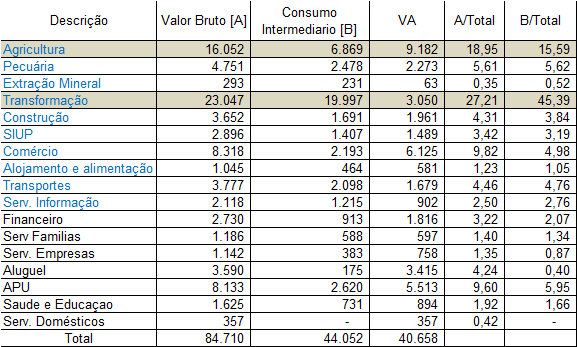 Descrição Valor Bruto [A] Consumo Intermediario [B] VA A/Total B/Total
Agricultura 16.052 6.869 9.182 18,95 15,59
Pecuária 4.751 2.478 2.273 5,61 5,62
Extração Mineral 293 231 63 0,35 0,52
Transformação 23.047 19.997 3.050 27,21 45,39
Construção 3.652 1.691 1.961 4,31 3,84
SIUP 2.896 1.407 1.489 3,42 3,19
Comércio 8.318 2.193 6.125 9,82 4,98
Alojamento e alimentação 1.045 464 581 1,23 1,05
Transportes 3.777 2.098 1.679 4,46 4,76
Serv. Informação 2.118 1.215 902 2,50 2,76
Financeiro 2.730 913 1.816 3,22 2,07
Serv Familias 1.186 588 597 1,40 1,34
Serv. Empresas 1.142 383 758 1,35 0,87
Aluguel 3.590 175 3.415 4,24 0,40
APU 8.133 2.620 5.513 9,60 5,95
Saude e Educaçao 1.625 731 894 1,92 1,66
Serv. Domésticos 357 - 357 0,42 -
Total 84.710 44.052 40.658